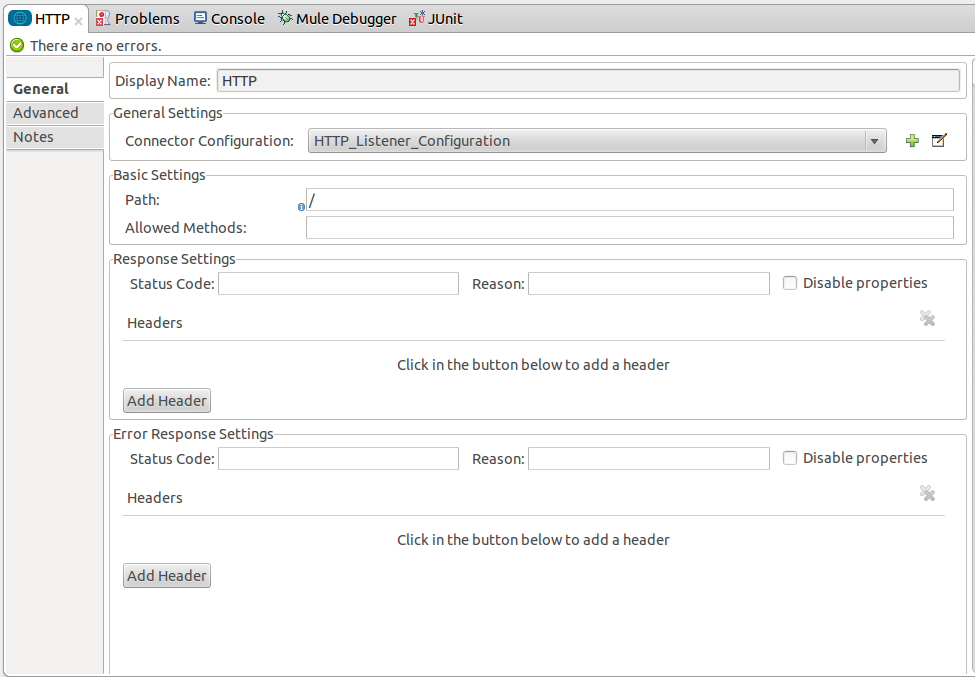 HTTP Problems Console Mule Debugger JUnit
There are no errors.
General
Advanced
Notes
Display Name: HTTP
General Settings
Connector Configuration: HTTP_Listener_Configuration
Basic Settings
Path: /
Allowed Methods:
Response Settings
Status Code: Reason: Disable properties
Headers
Click in the button below to add a header
Add Header
Error Response Settings
Status Code: Reason: Disable properties
Headers
Click in the button below to add a header
Add Header